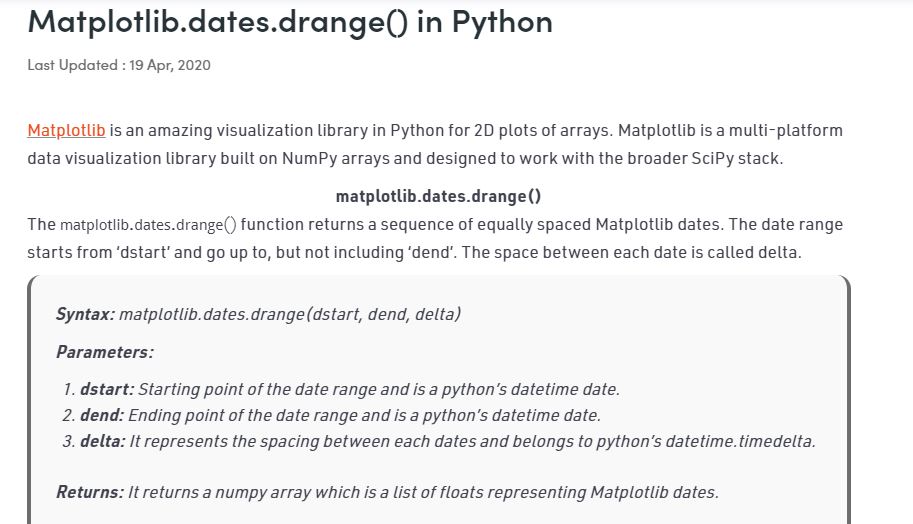 Matplotlib.dates.drange() in Python
Last Updated : 19 Apr, 2020
Matplotlib is an amazing visualization library in Python for 2D plots of arrays. Matplotlib is a multi-platform
data visualization library built on NumPy arrays and designed to work with the broader SciPy stack.
matplotlib.dates.drange()
The matplotlib.dates.drange() function returns a sequence of equally spaced Matplotlib dates. The date range
starts from ‘dstart’ and go up to, but not including ‘dend’. The space between each date is called delta.
Syntax: matplotlib.dates.drange(dstart, dend, delta)
Parameters:
1. dstart: Starting point of the date range and is a python’s datetime date.
2. dend: Ending point of the date range and is a python’s datetime date.
3. delta: It represents the spacing between each dates and belongs to python’s datetime.timedelta.
Returns: It returns a numpy array which is a list of floats representing Matplotlib dates.